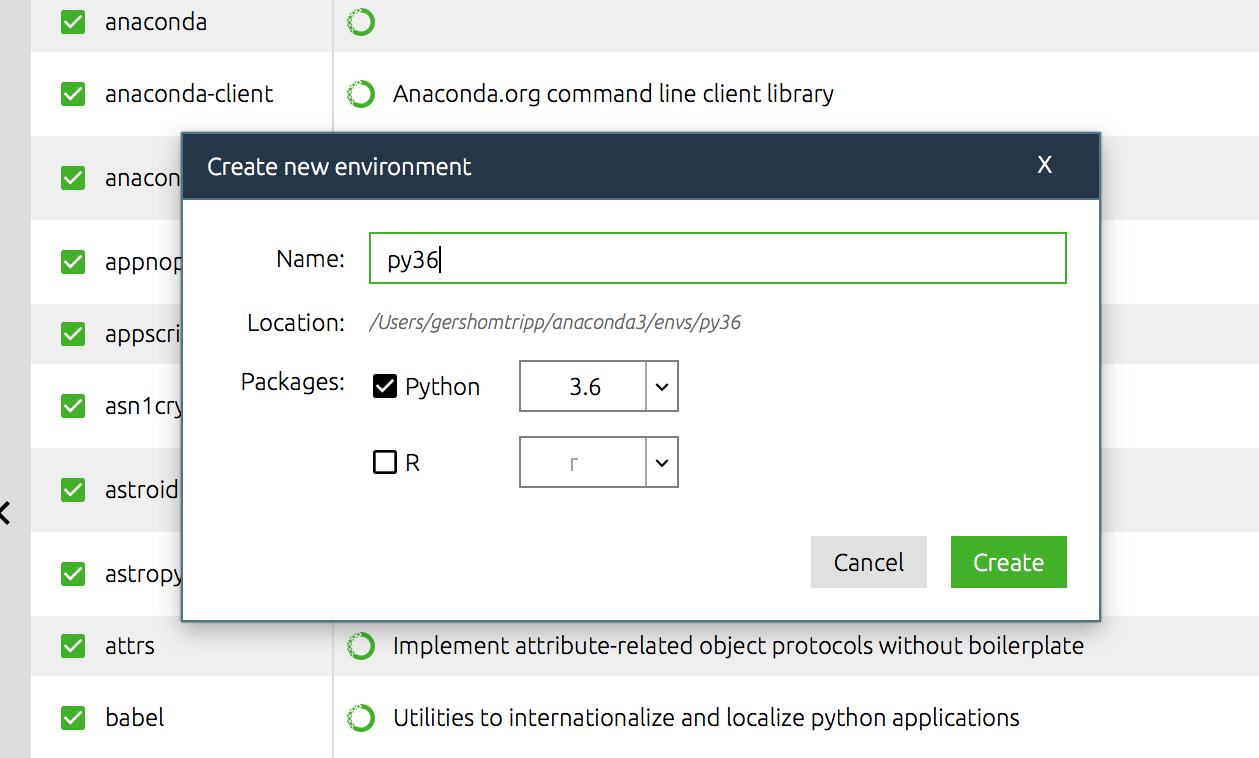 anaconda
anaconda-client Anaconda.org command line client library
anacon
Create new environment X
appnop
Name: py36
appscri
Location: /Users/gershomtripp/anaconda3/envs/py36
Packages: Python 3.6
asn1cry
R r
astroid
astropy
Cancel Create
attrs Implement attribute-related object protocols without boilerplate
babel Utilities to internationalize and localize python applications